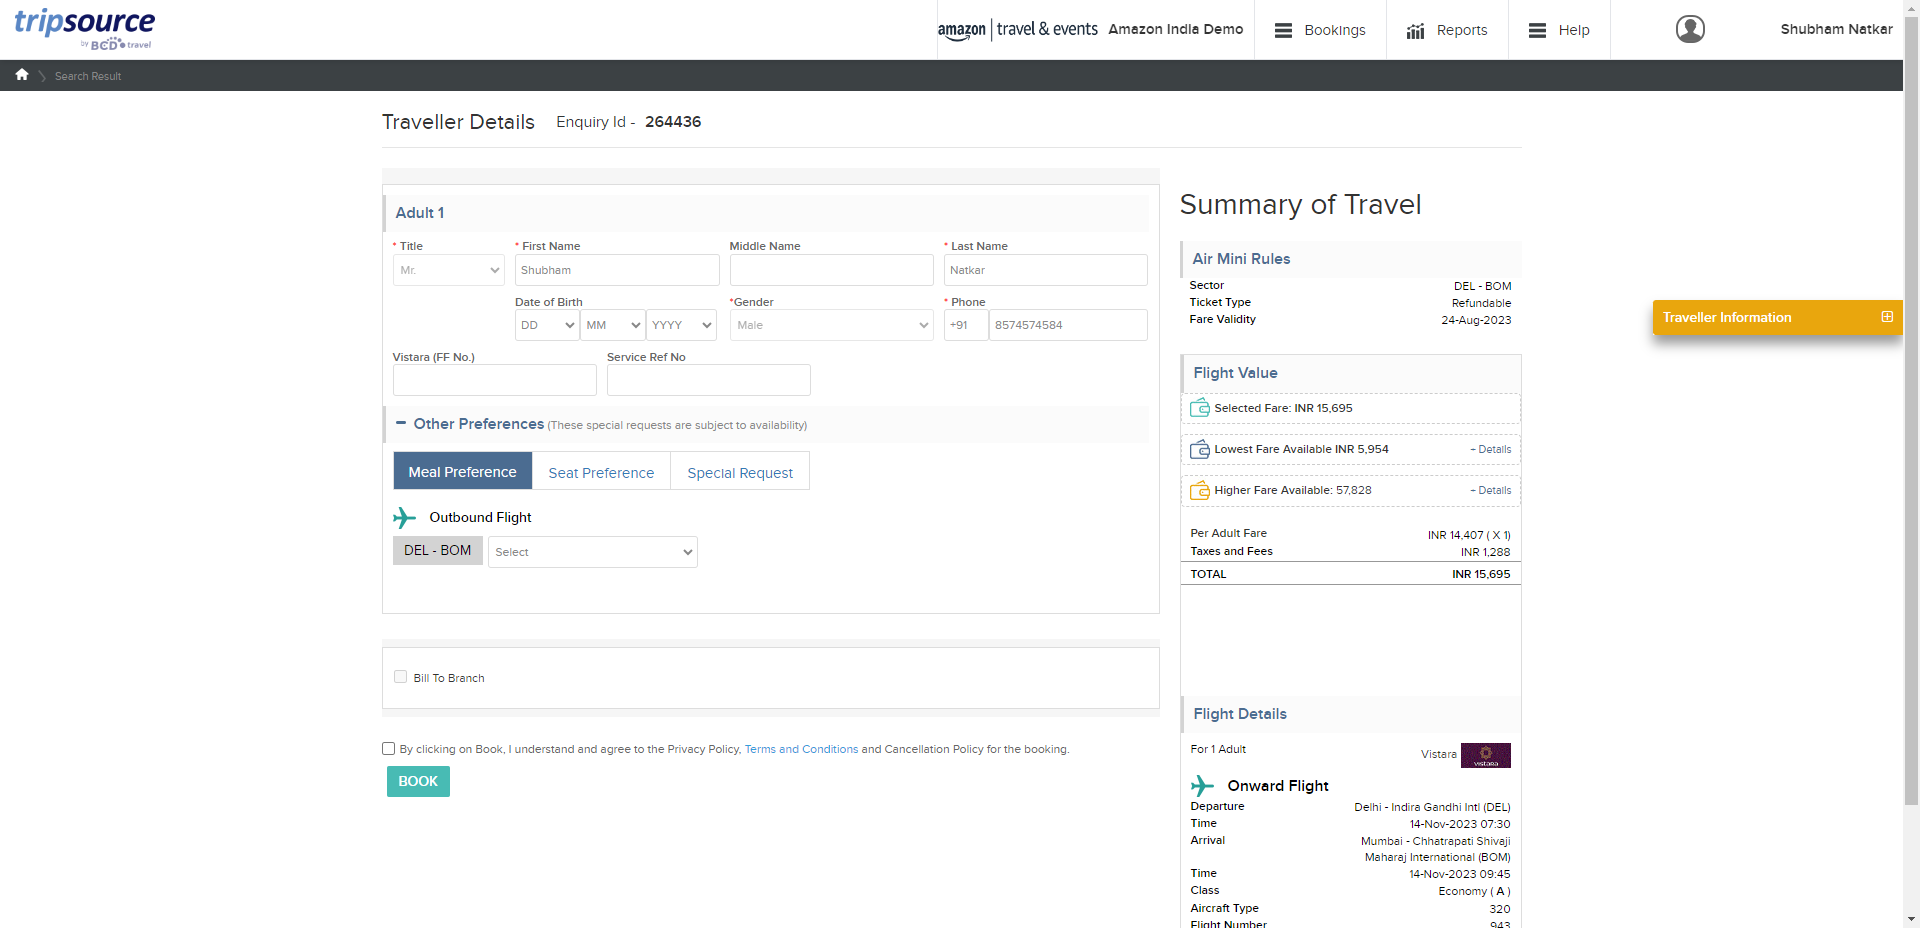 tripsource
by BCD travel
amazon | travel & events Amazon India Demo
Bookings
Reports
Help
Shubham Natkar
Search Result
Traveller Details Enquiry Id - 264436
Adult 1
* Title
* First Name
Middle Name
* Last Name
Mr.
Shubham
Natkar
Date of Birth
*Gender
* Phone
DD
MM
YYYY
Male
+91
8574574584
Vistara (FF No.)
Service Ref No
Other Preferences (These special requests are subject to availability)
Meal Preference
Seat Preference
Special Request
Outbound Flight
DEL - BOM
Select
Bill To Branch
By clicking on Book, I understand and agree to the Privacy Policy, Terms and Conditions and Cancellation Policy for the booking.
BOOK
Summary of Travel
Air Mini Rules
Sector DEL - BOM
Ticket Type Refundable
Fare Validity 24-Aug-2023
Traveller Information
Flight Value
Selected Fare: INR 15,695
Lowest Fare Available INR 5,954 + Details
Higher Fare Available: 57,828 + Details
Per Adult Fare INR 14,407 ( X 1)
Taxes and Fees INR 1,288
TOTAL INR 15,695
Flight Details
For 1 Adult Vistara
vistara
Onward Flight
Departure Delhi - Indira Gandhi Intl (DEL)
Time 14-Nov-2023 07:30
Arrival Mumbai - Chhatrapati Shivaji
Maharaj International (BOM)
Time 14-Nov-2023 09:45
Class Economy ( A )
Aircraft Type 320
Flight Number 943